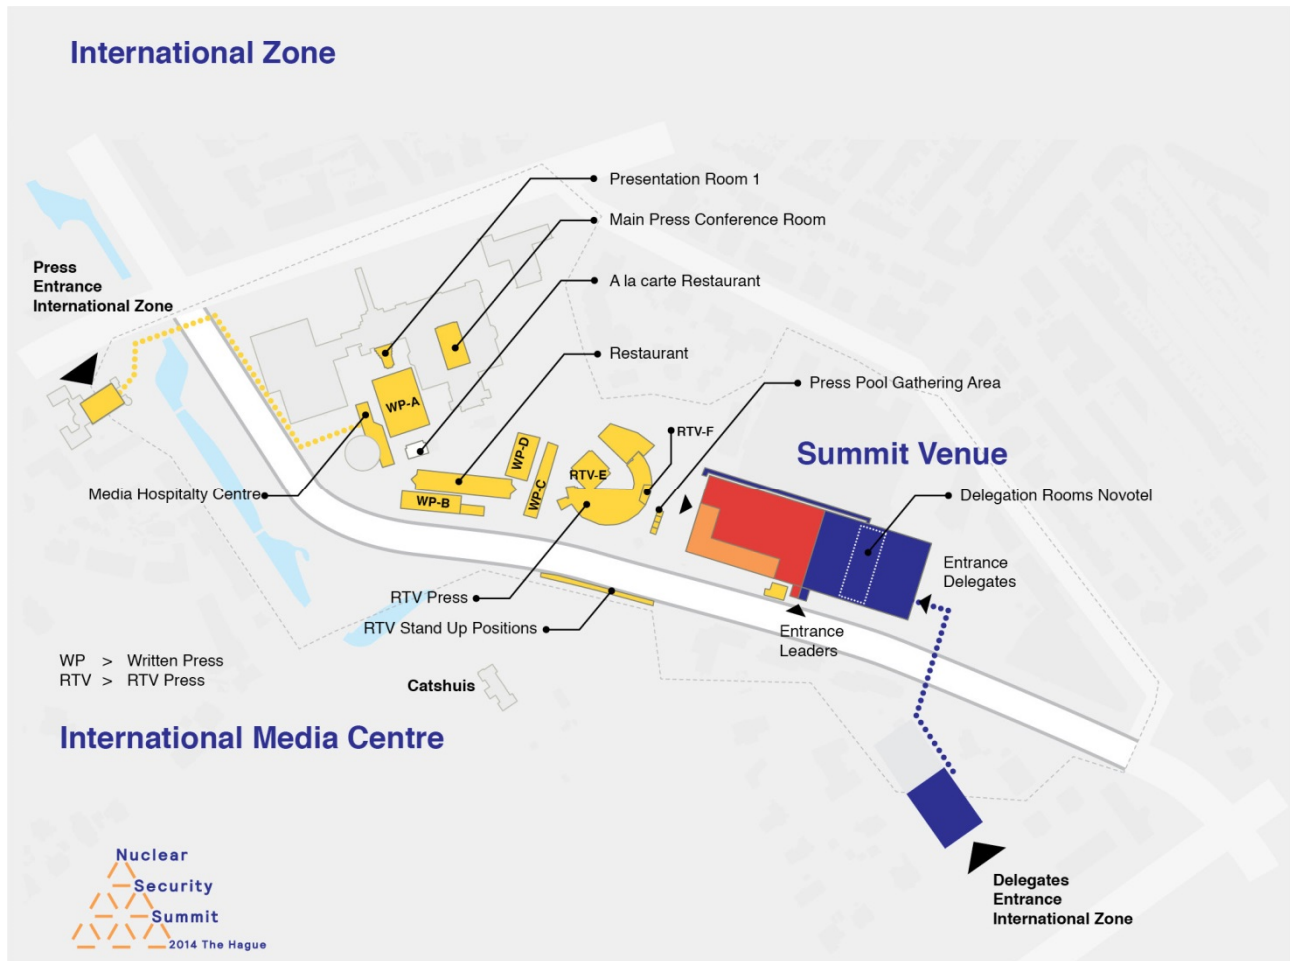 International Zone
Presentation Room 1
Main Press Conference Room
Press
Entrance
International Zone
A la carte Restaurant
Restaurant
Press Pool Gathering Area
WP-A
RTV-F
WP-D
Summit Venue
RTV-E
WP-C
Media Hospitalty Centre
WP-B
Delegation Rooms Novotel
Entrance
Delegates
RTV Press
RTV Stand Up Positions
Entrance
Leaders
WP > Written Press
RTV > RTV Press
Catshuis
International Media Centre
Nuclear
Security
Summit
2014 The Hague
Delegates
Entrance
International Zone